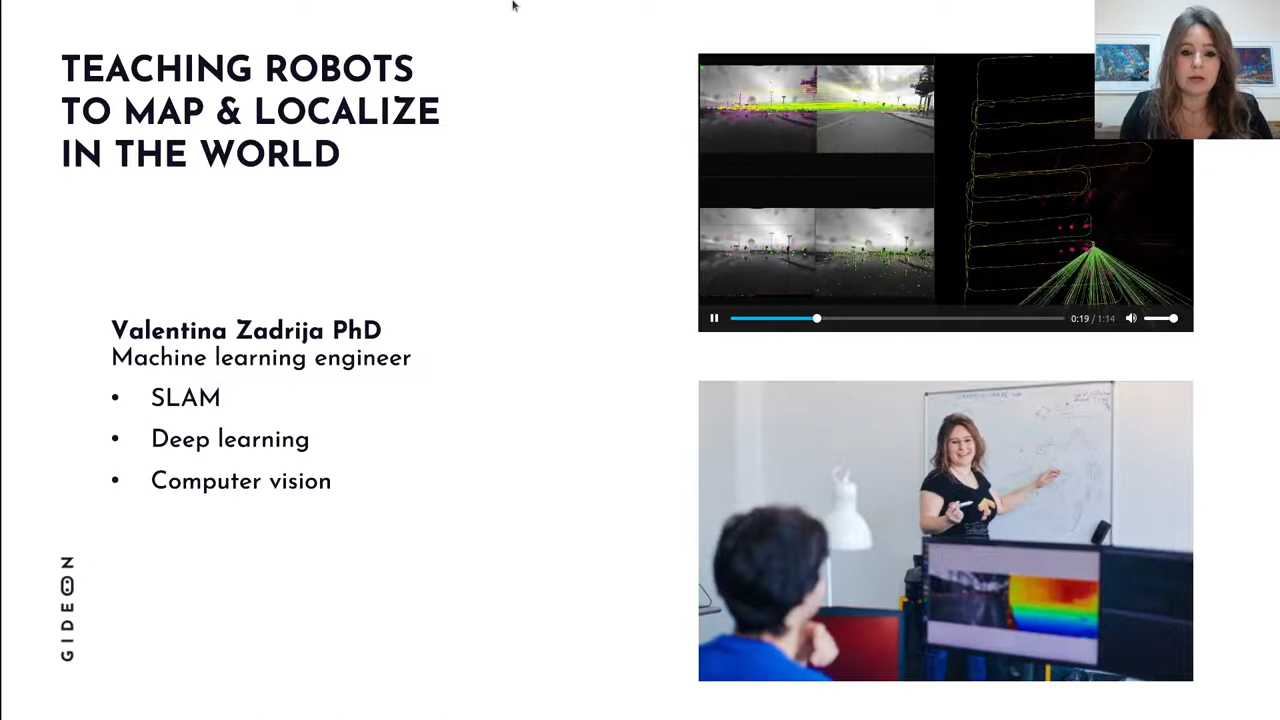 TEACHING ROBOTS
TO MAP & LOCALIZE
IN THE WORLD
Valentina Zadrija PhD
Machine learning engineer
• SLAM
• Deep learning
• Computer vision
GIDEON
0:19 / 1:14